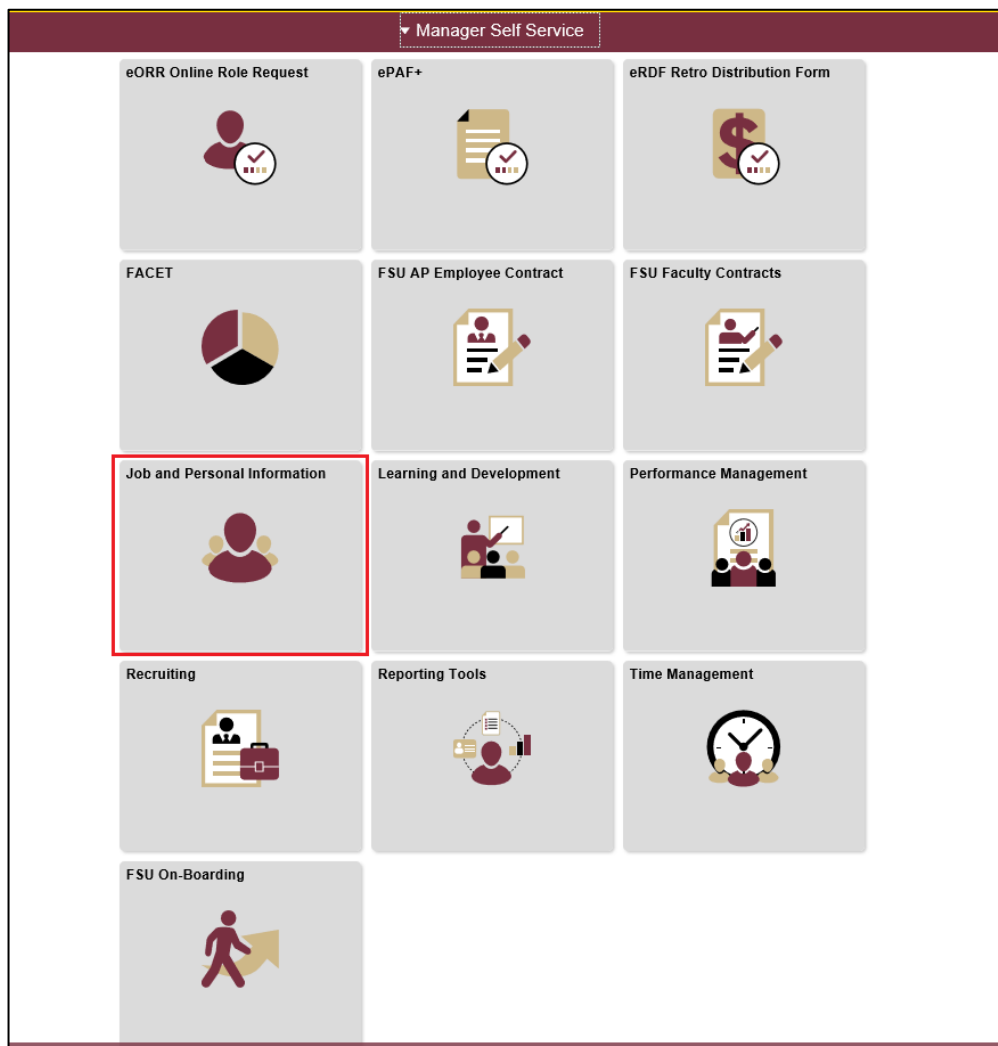 Manager Self Service
eORR Online Role Request
ePAF+
eRDF Retro Distribution Form
FACET
FSU AP Employee Contract
FSU Faculty Contracts
Job and Personal Information
Learning and Development
Performance Management
Recruiting
Reporting Tools
Time Management
FSU On-Boarding